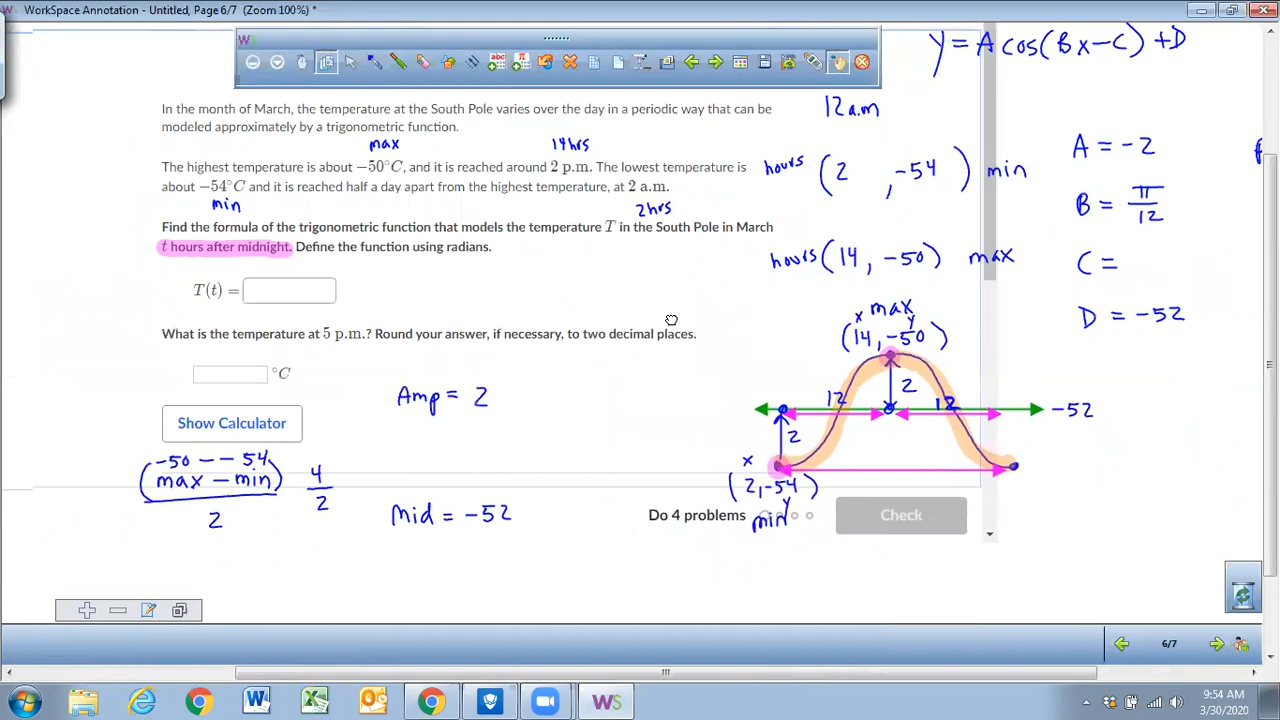 WorkSpace Annotation - Untitled, Page 6/7 (Zoom 100%) *
y = A cos(Bx - C) + D
In the month of March, the temperature at the South Pole varies over the day in a periodic way that can be
modeled approximately by a trigonometric function.
12 a.m
max
14hrs
The highest temperature is about −50°C, and it is reached around 2 p.m. The lowest temperature is
about −54°C and it is reached half a day apart from the highest temperature, at 2 a.m.
min
2hrs
hours (2 , -54 ) min
A = -2
B = π/12
Find the formula of the trigonometric function that models the temperature T in the South Pole in March
t hours after midnight. Define the function using radians.
hours (14, -50) max
C =
T(t) =
D = -52
What is the temperature at 5 p.m.? Round your answer, if necessary, to two decimal places.
°C
max
x y
(14, -50)
12
2
12
-52
2
x
(2, -54)
y
min
Amp = 2
Show Calculator
-50 - - 54
(max - min)
2
4
2
Mid = -52
Do 4 problems
Check
6/7
W
WS
9:54 AM
3/30/2020